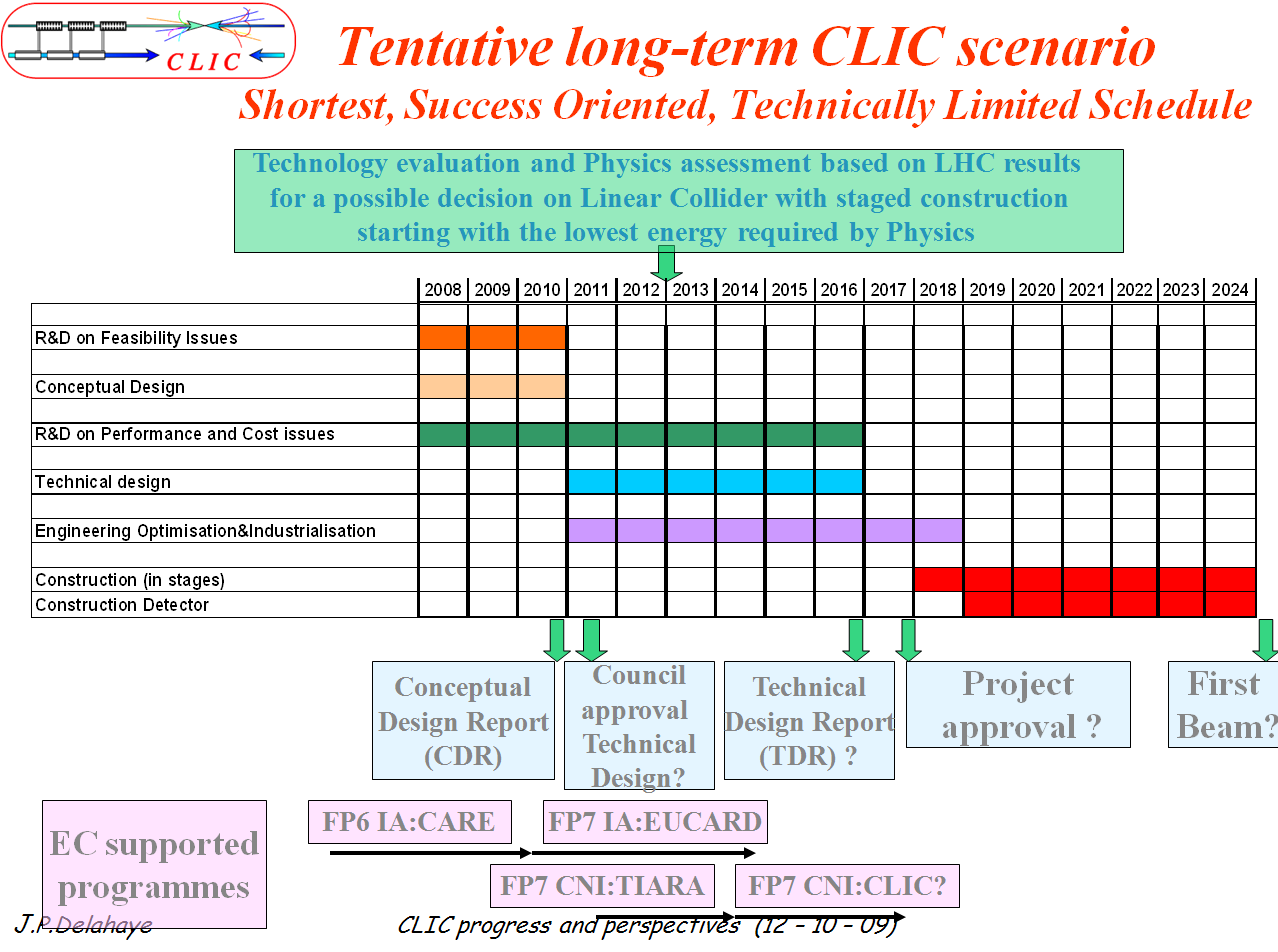 CLIC
Tentative long-term CLIC scenario
Shortest, Success Oriented, Technically Limited Schedule
Technology evaluation and Physics assessment based on LHC results
for a possible decision on Linear Collider with staged construction
starting with the lowest energy required by Physics
2008 2009 2010 2011 2012 2013 2014 2015 2016 2017 2018 2019 2020 2021 2022 2023 2024
R&D on Feasibility Issues
Conceptual Design
R&D on Performance and Cost issues
Technical design
Engineering Optimisation&Industrialisation
Construction (in stages)
Construction Detector
Conceptual
Design Report
(CDR)
Council
approval
Technical
Design?
Technical
Design Report
(TDR) ?
Project
approval ?
First
Beam?
EC supported
programmes
FP6 IA:CARE
FP7 IA:EUCARD
FP7 CNI:TIARA
FP7 CNI:CLIC?
J.P.Delahaye
CLIC progress and perspectives (12 - 10 - 09)